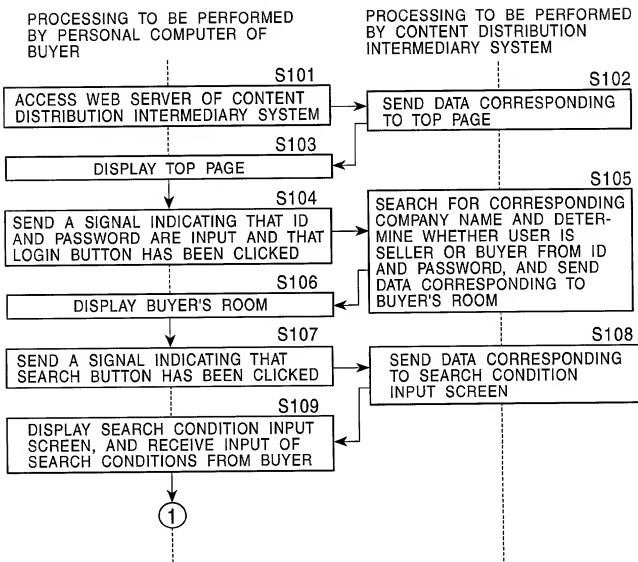 PROCESSING TO BE PERFORMED
BY PERSONAL COMPUTER OF
BUYER
PROCESSING TO BE PERFORMED
BY CONTENT DISTRIBUTION
INTERMEDIARY SYSTEM
S101
ACCESS WEB SERVER OF CONTENT
DISTRIBUTION INTERMEDIARY SYSTEM
S102
SEND DATA CORRESPONDING
TO TOP PAGE
S103
DISPLAY TOP PAGE
S104
SEND A SIGNAL INDICATING THAT ID
AND PASSWORD ARE INPUT AND THAT
LOGIN BUTTON HAS BEEN CLICKED
S105
SEARCH FOR CORRESPONDING
COMPANY NAME AND DETER-
MINE WHETHER USER IS
SELLER OR BUYER FROM ID
AND PASSWORD, AND SEND
DATA CORRESPONDING TO
BUYER'S ROOM
S106
DISPLAY BUYER'S ROOM
S107
SEND A SIGNAL INDICATING THAT
SEARCH BUTTON HAS BEEN CLICKED
S108
SEND DATA CORRESPONDING
TO SEARCH CONDITION
INPUT SCREEN
S109
DISPLAY SEARCH CONDITION INPUT
SCREEN, AND RECEIVE INPUT OF
SEARCH CONDITIONS FROM BUYER
1